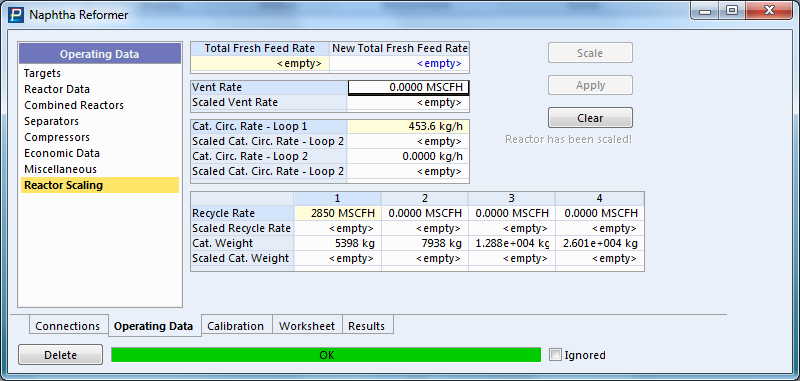 Naphtha Reformer
Operating Data
Targets
Reactor Data
Combined Reactors
Separators
Compressors
Economic Data
Miscellaneous
Reactor Scaling
Total Fresh Feed Rate New Total Fresh Feed Rate
<empty> <empty>
Vent Rate 0.0000 MSCFH
Scaled Vent Rate <empty>
Cat. Circ. Rate - Loop 1 453.6 kg/h
Scaled Cat. Circ. Rate - Loop 2 <empty>
Cat. Circ. Rate - Loop 2 0.0000 kg/h
Scaled Cat. Circ. Rate - Loop 2 <empty>
Scale
Apply
Clear
Reactor has been scaled!
1 2 3 4
Recycle Rate 2850 MSCFH 0.0000 MSCFH 0.0000 MSCFH 0.0000 MSCFH
Scaled Recycle Rate <empty> <empty> <empty> <empty>
Cat. Weight 5398 kg 7938 kg 1.288e+004 kg 2.601e+004 kg
Scaled Cat. Weight <empty> <empty> <empty> <empty>
Connections Operating Data Calibration Worksheet Results
Delete OK Ignored